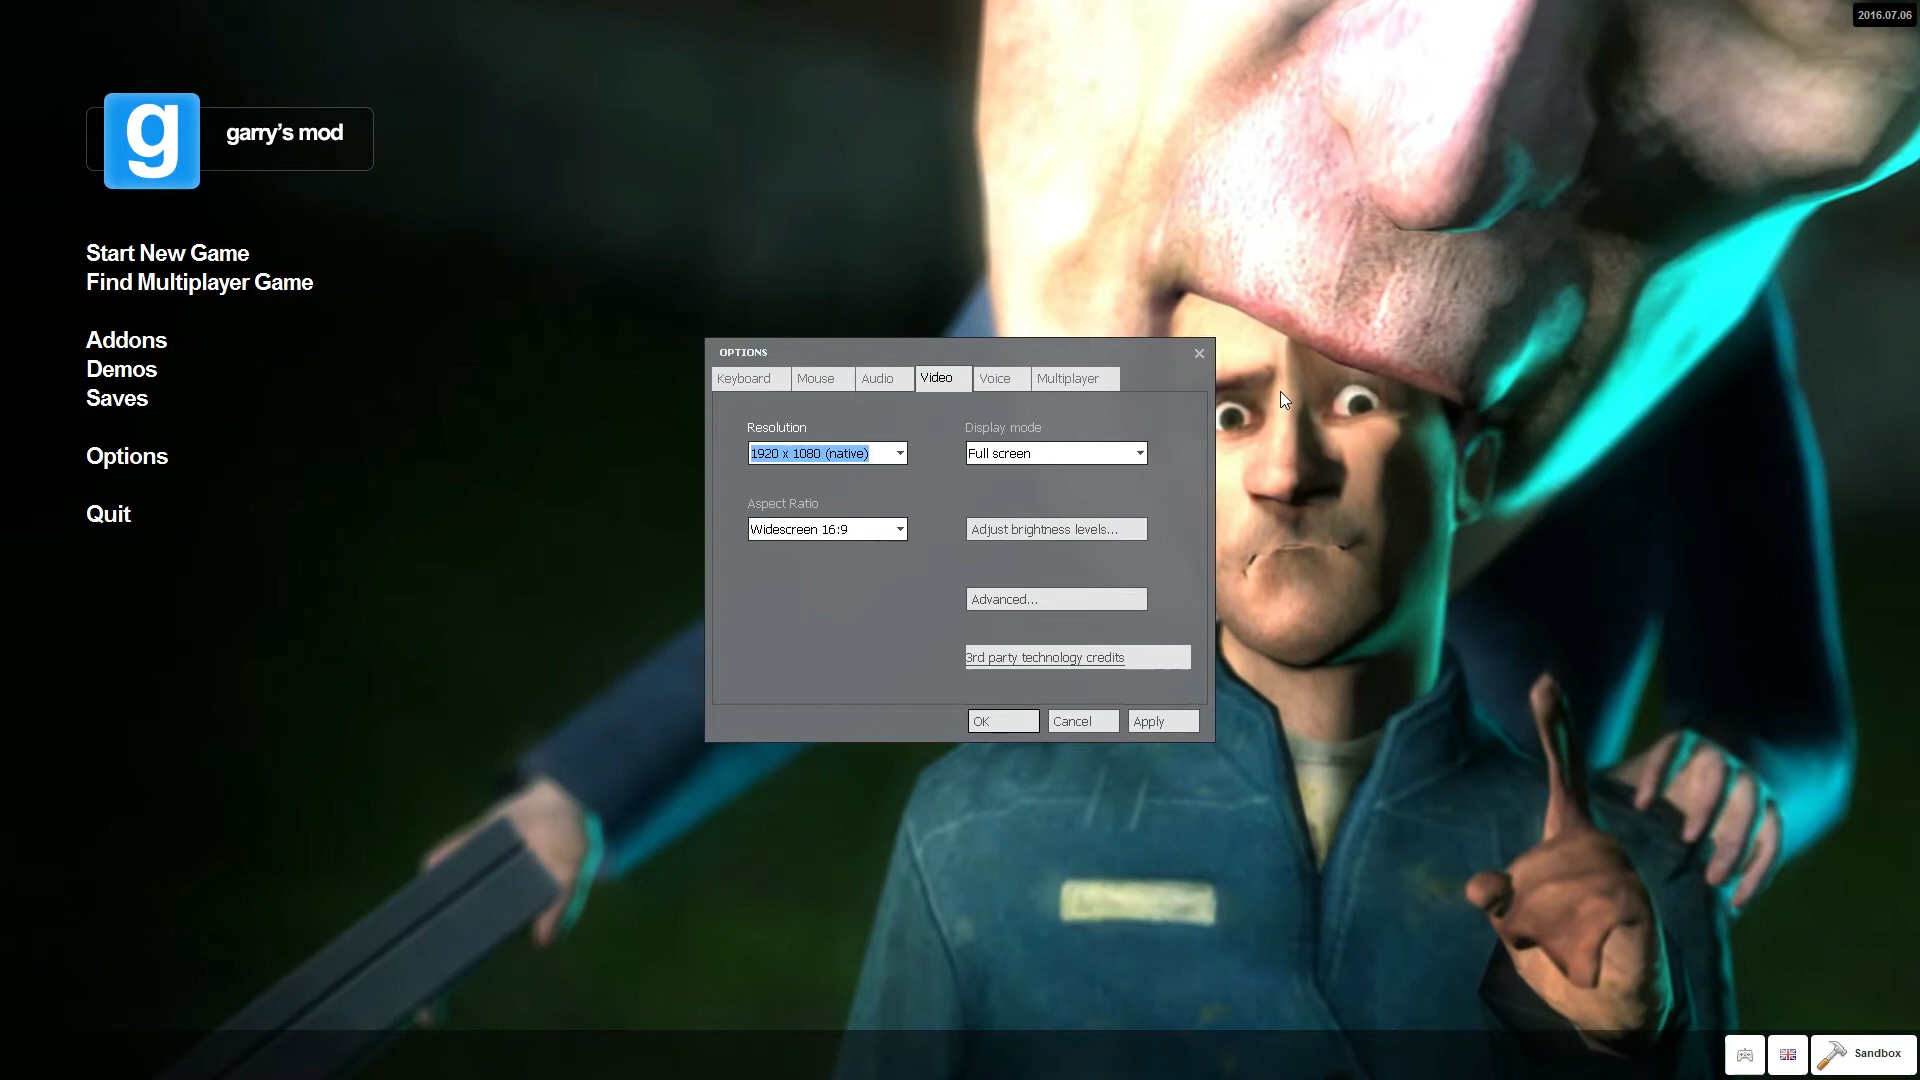 2016.07.06
g
garry's mod
Start New Game
Find Multiplayer Game
Addons
Demos
Saves
Options
Quit
OPTIONS
Keyboard Mouse Audio Video Voice Multiplayer
Resolution Display mode
1920 x 1080 (native) Full screen
Aspect Ratio
Widescreen 16:9 Adjust brightness levels...
Advanced...
3rd party technology credits
OK Cancel Apply
Sandbox